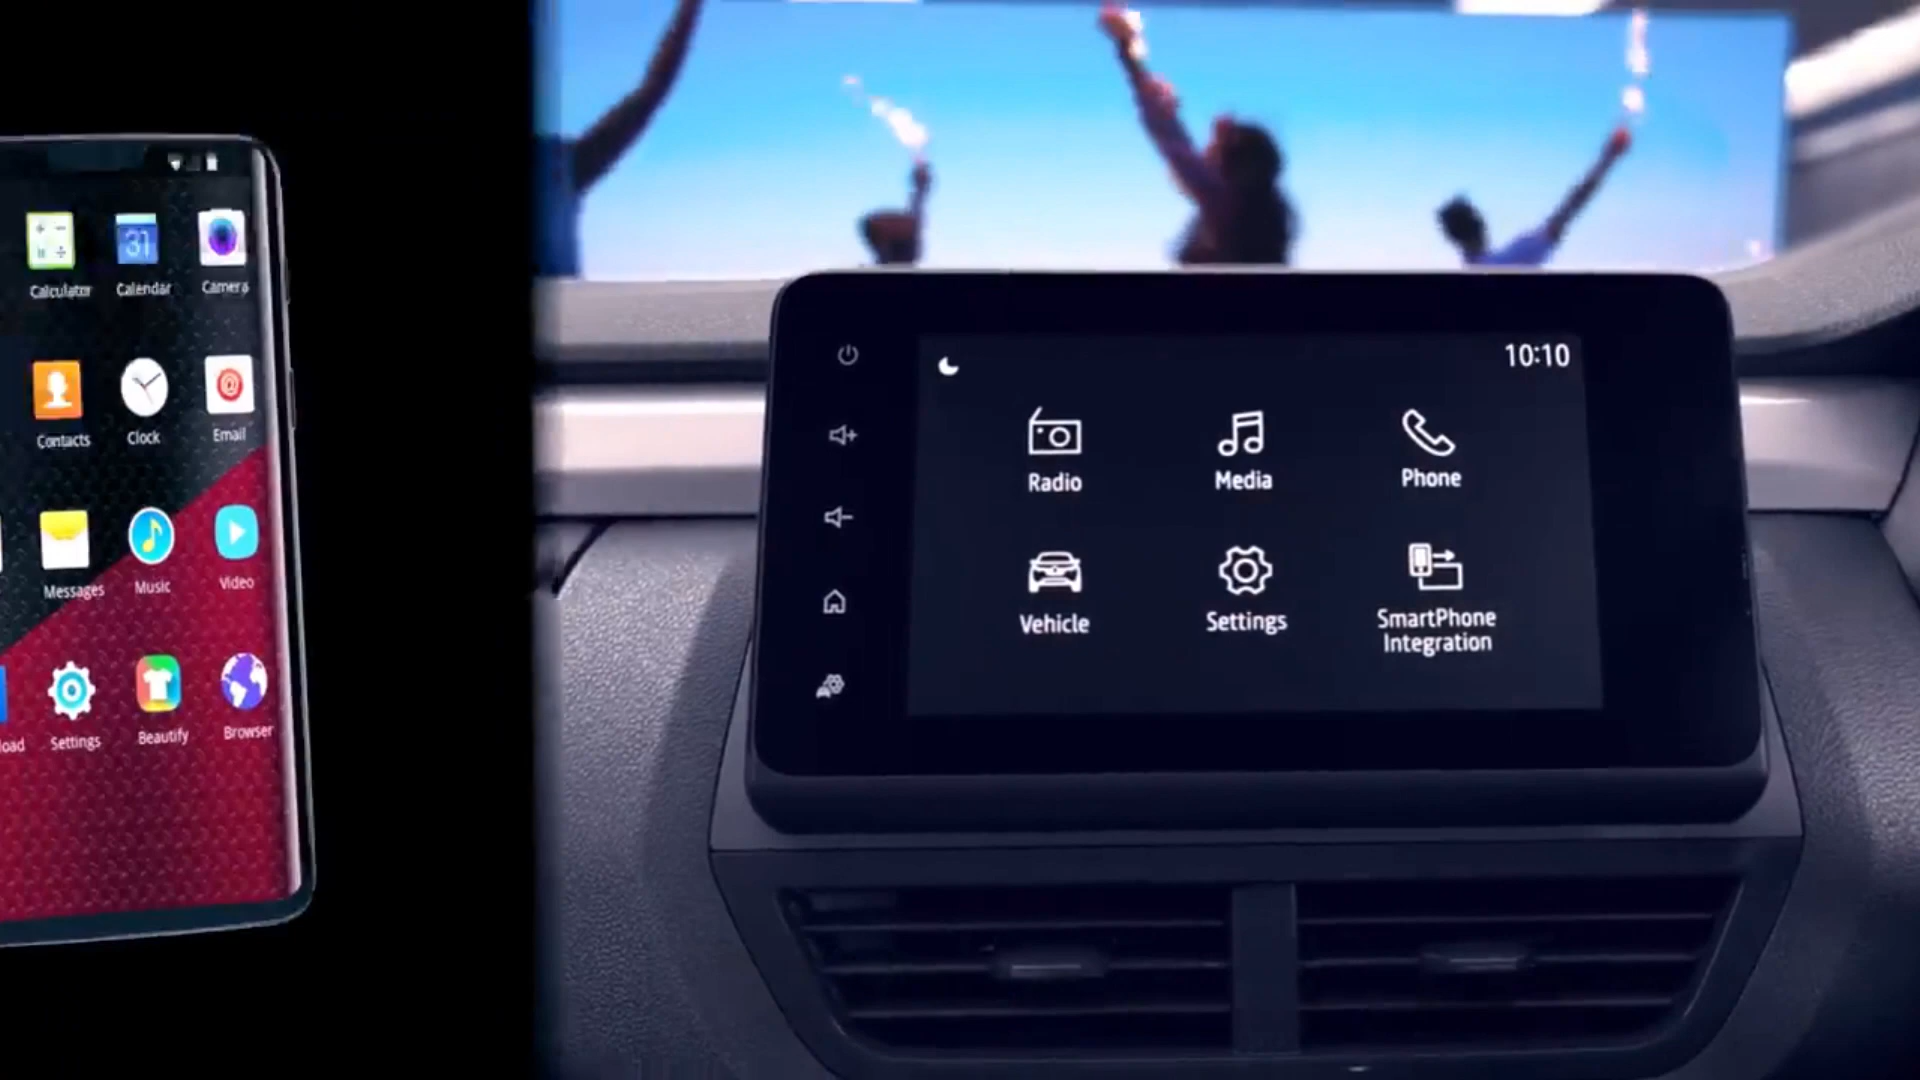 Calculator
Calendar
Camera
31
Contacts
Clock
Email
@
Messages
Music
Video
load
Settings
Beautify
Browser
10:10
Radio
Media
Phone
Vehicle
Settings
SmartPhone
Integration